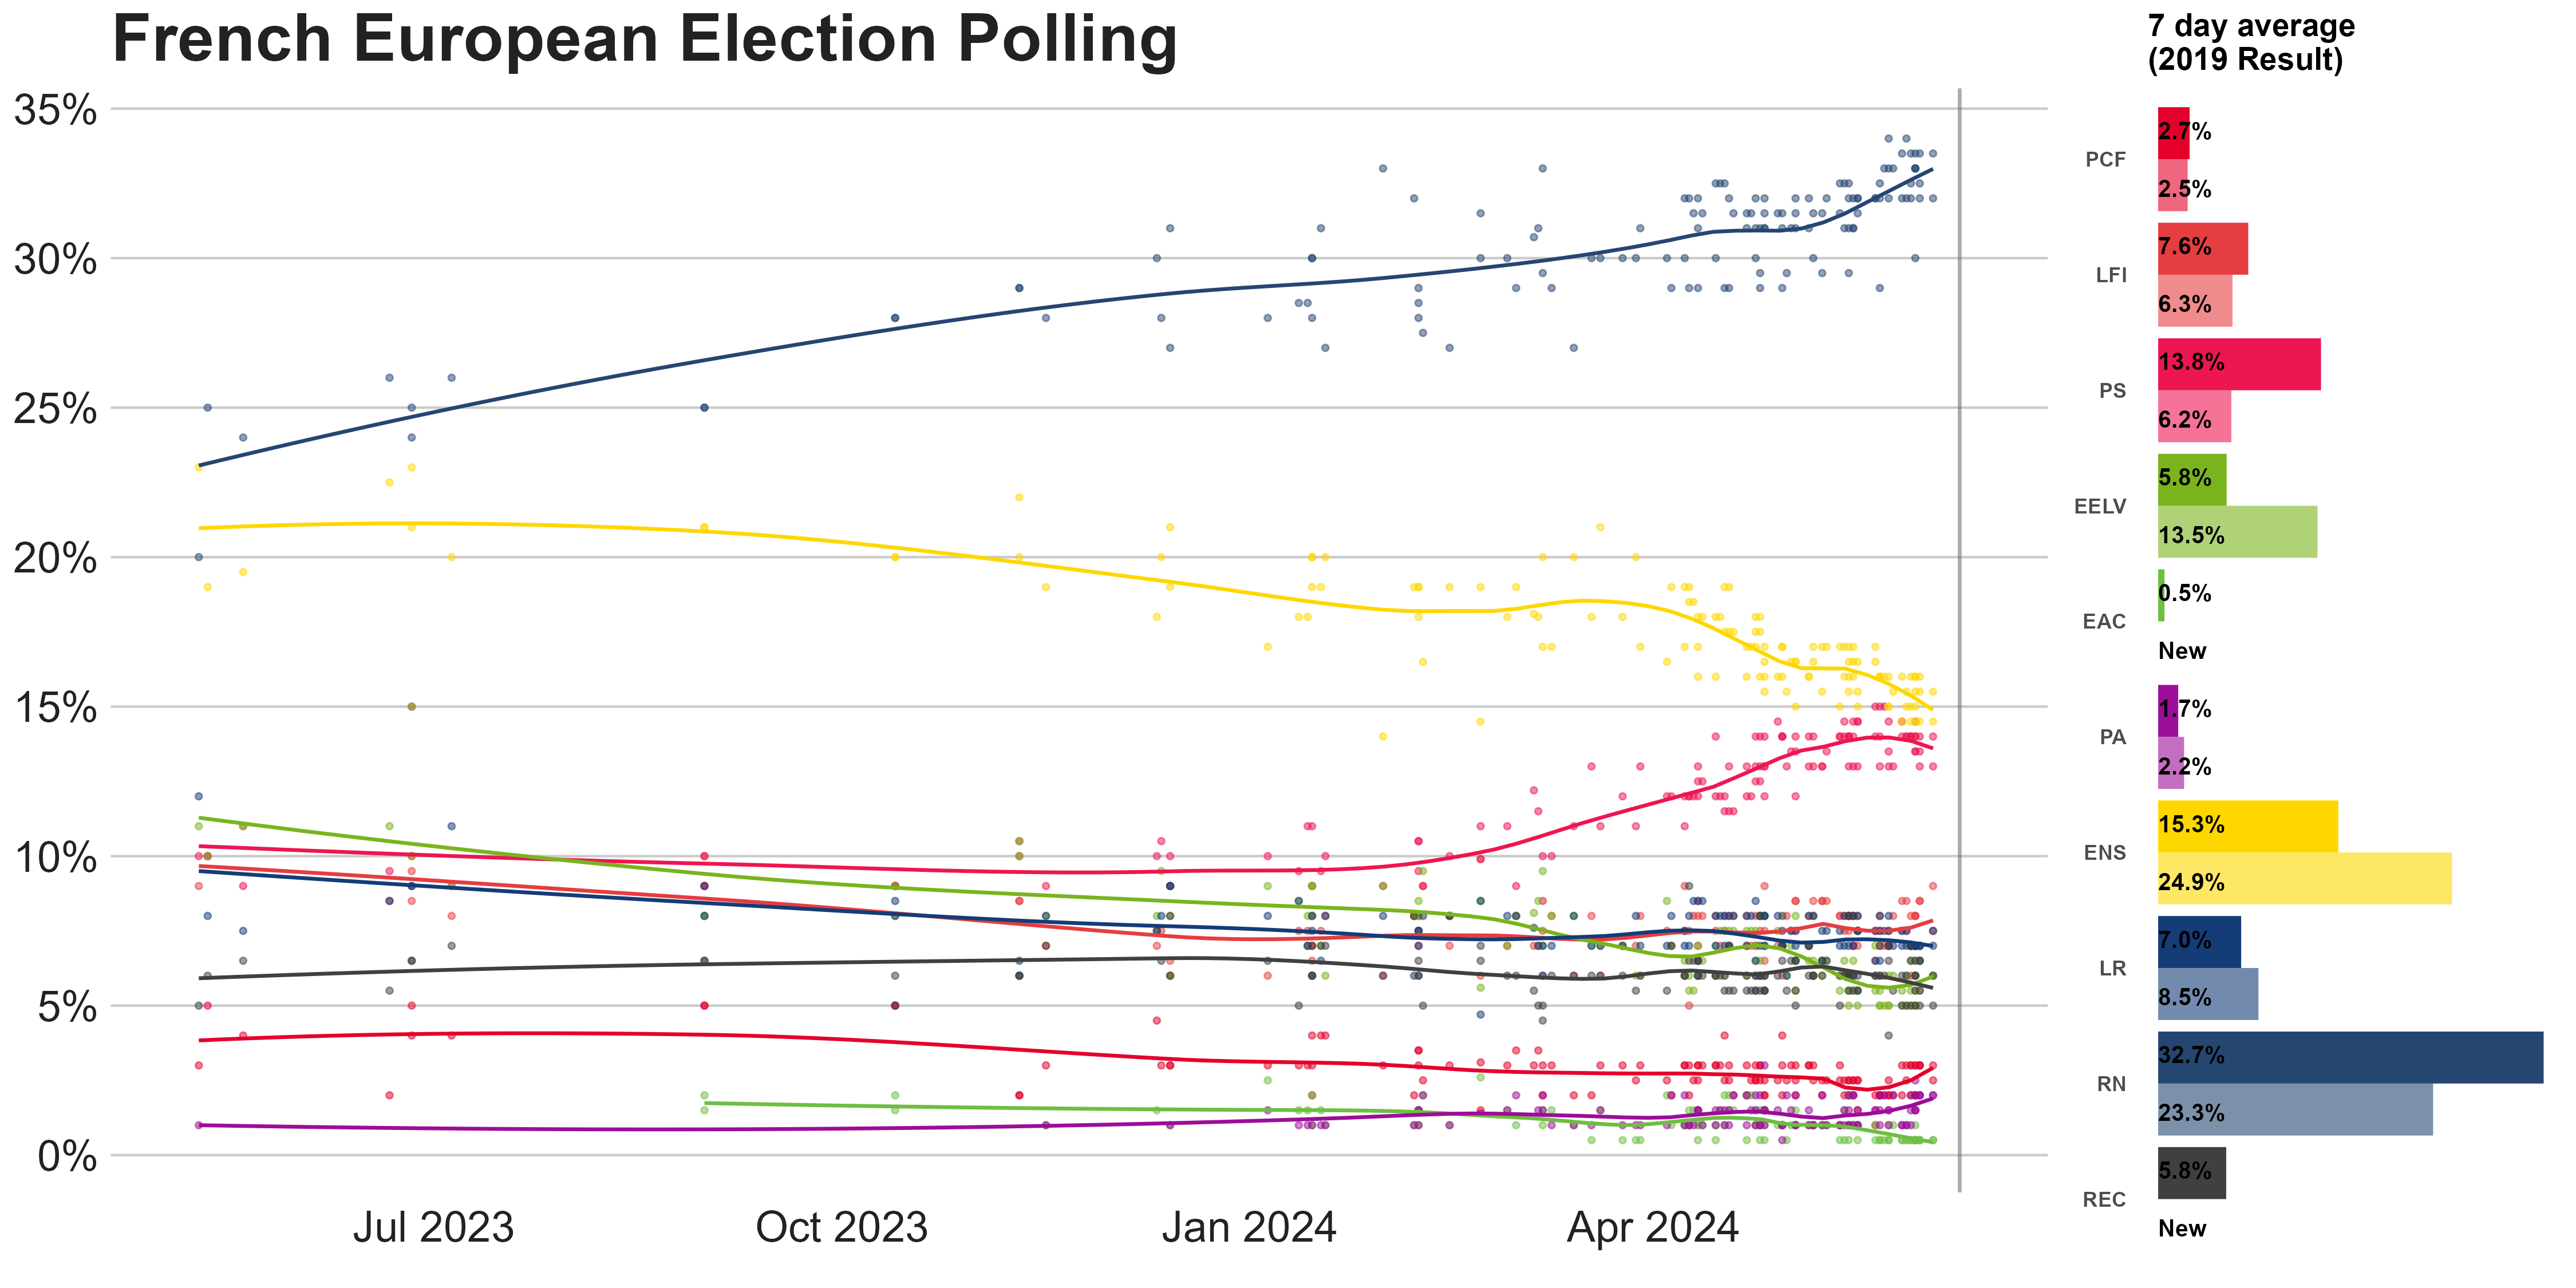 French European Election Polling
7 day average
(2019 Result)
35%
30%
25%
20%
15%
10%
5%
0%
Jul 2023
Oct 2023
Jan 2024
Apr 2024
PCF
2.7%
2.5%
LFI
7.6%
6.3%
PS
13.8%
6.2%
EELV
5.8%
13.5%
EAC
0.5%
New
PA
1.7%
2.2%
ENS
15.3%
24.9%
LR
7.0%
8.5%
RN
32.7%
23.3%
REC
5.8%
New